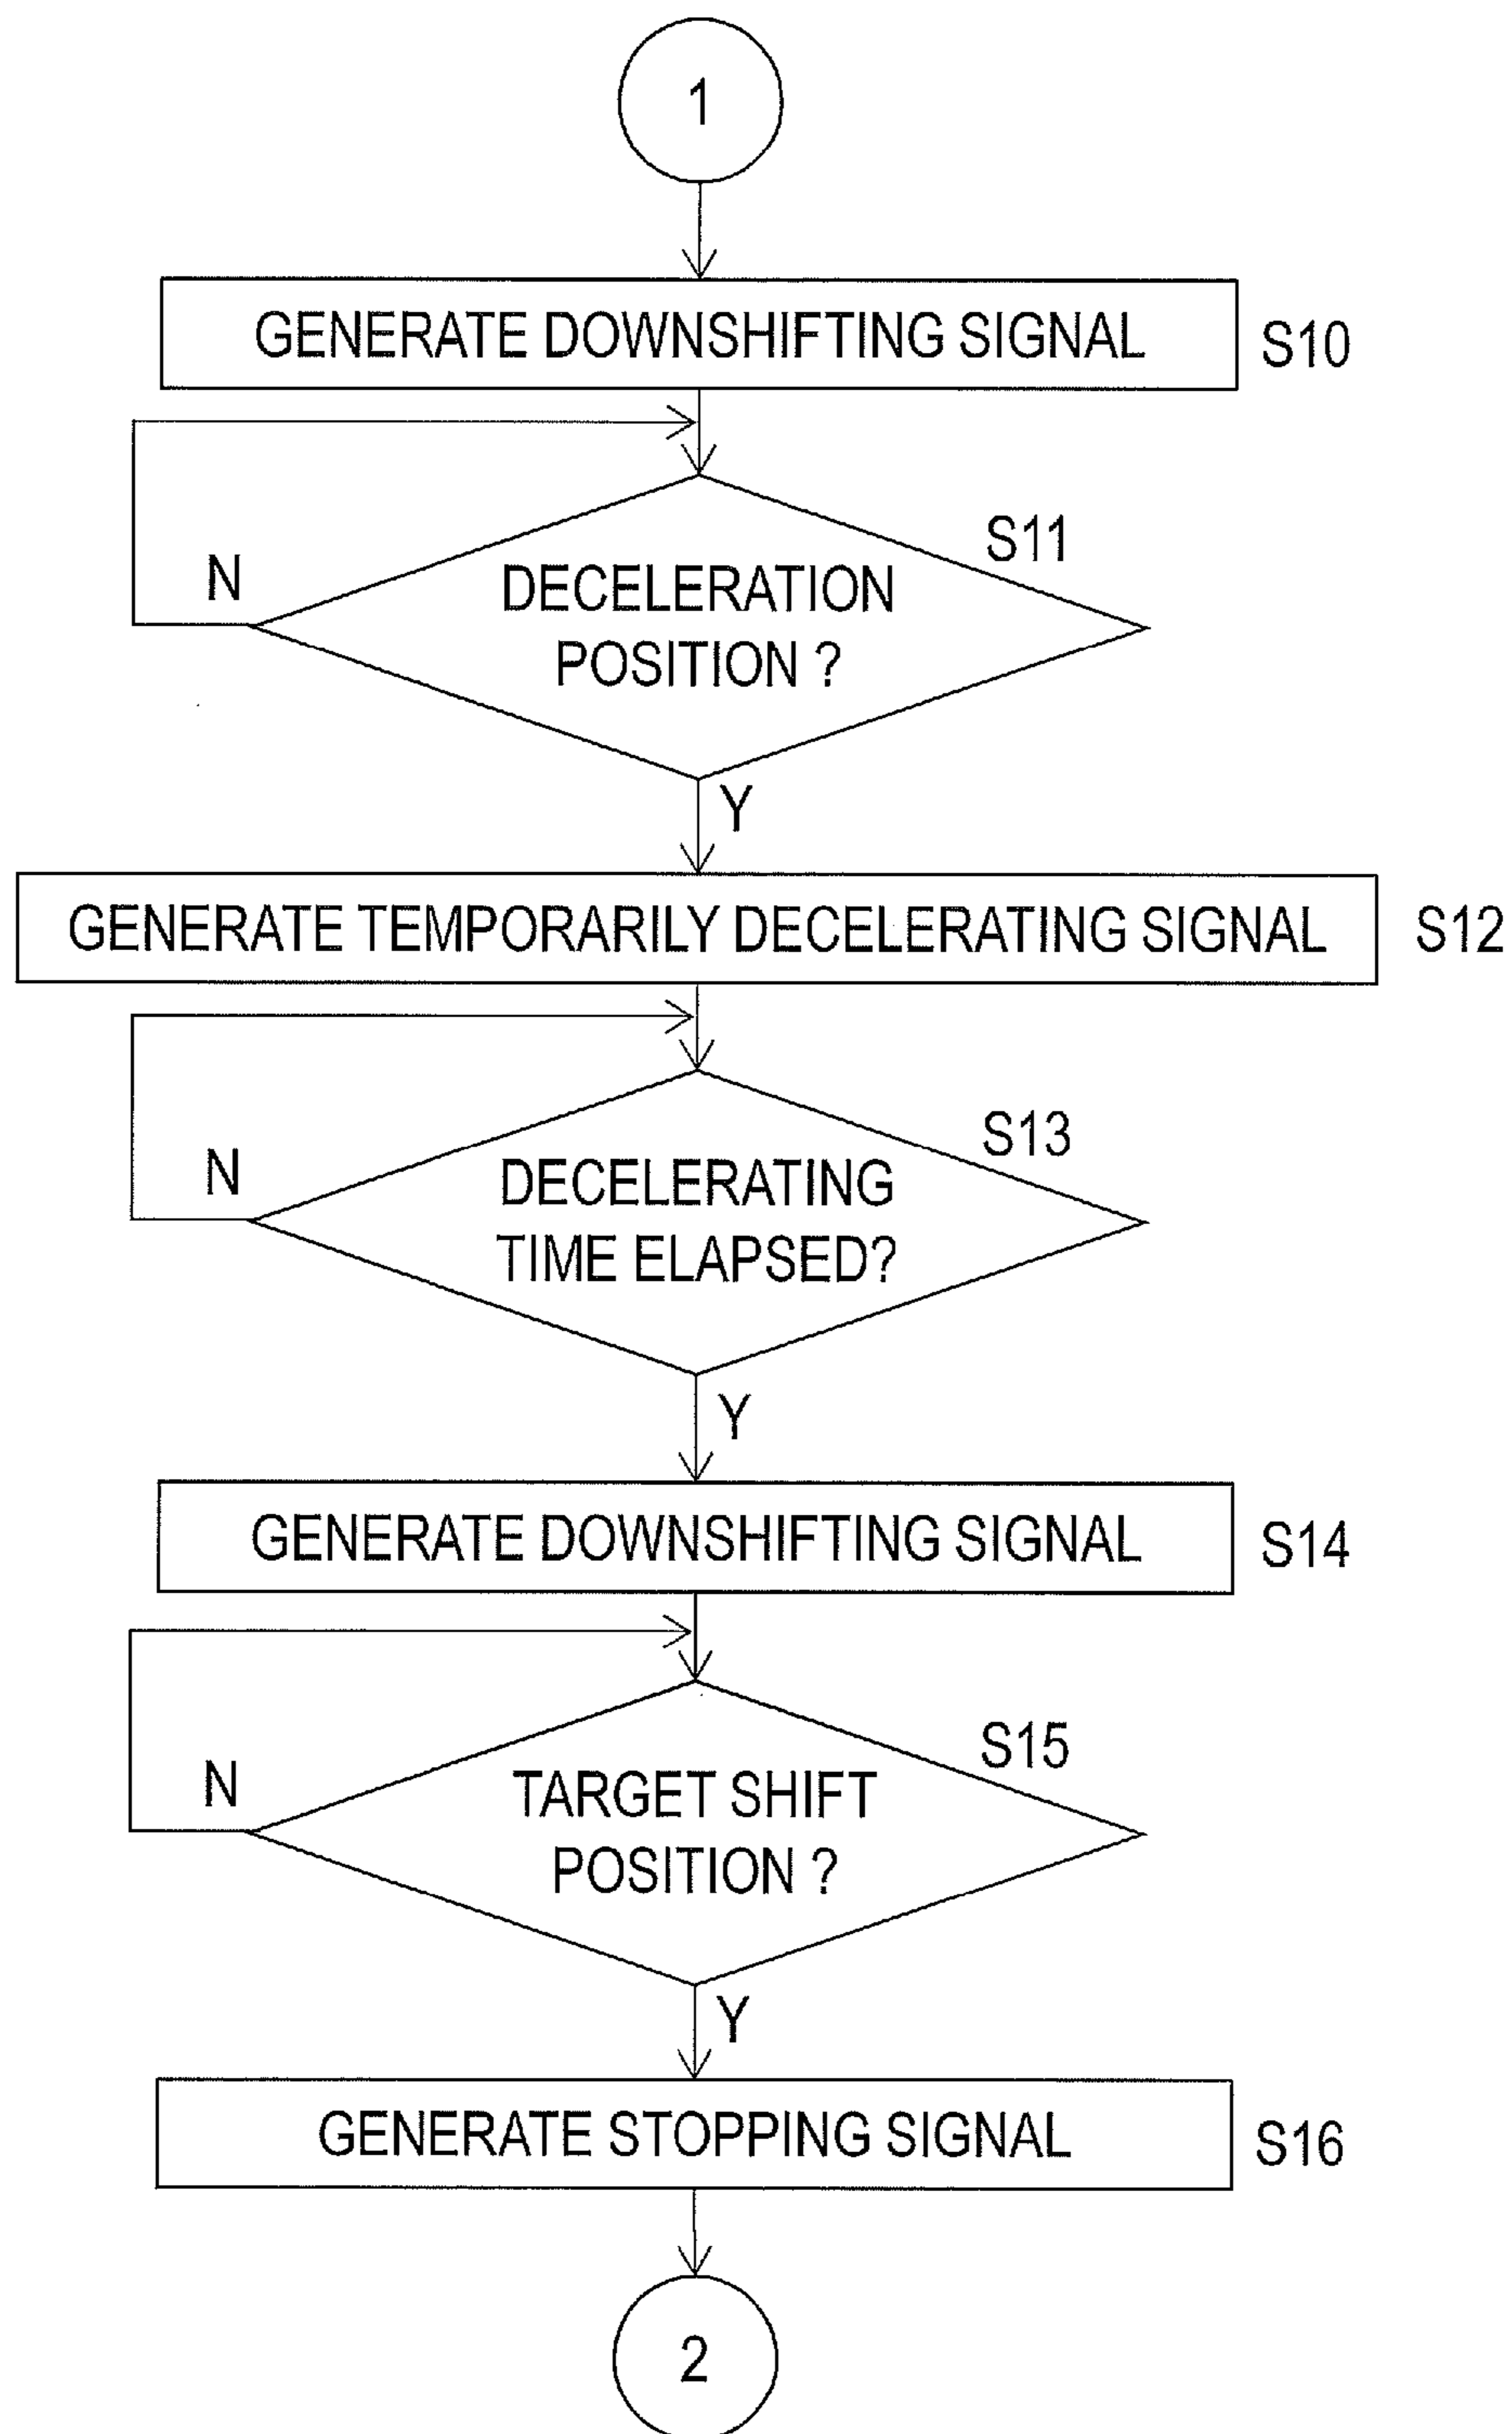 1
GENERATE DOWNSHIFTING SIGNAL
S10
S11
N
DECELERATION
POSITION ?
Y
GENERATE TEMPORARILY DECELERATING SIGNAL
S12
S13
N
DECELERATING
TIME ELAPSED?
Y
GENERATE DOWNSHIFTING SIGNAL
S14
S15
N
TARGET SHIFT
POSITION ?
Y
GENERATE STOPPING SIGNAL
S16
2